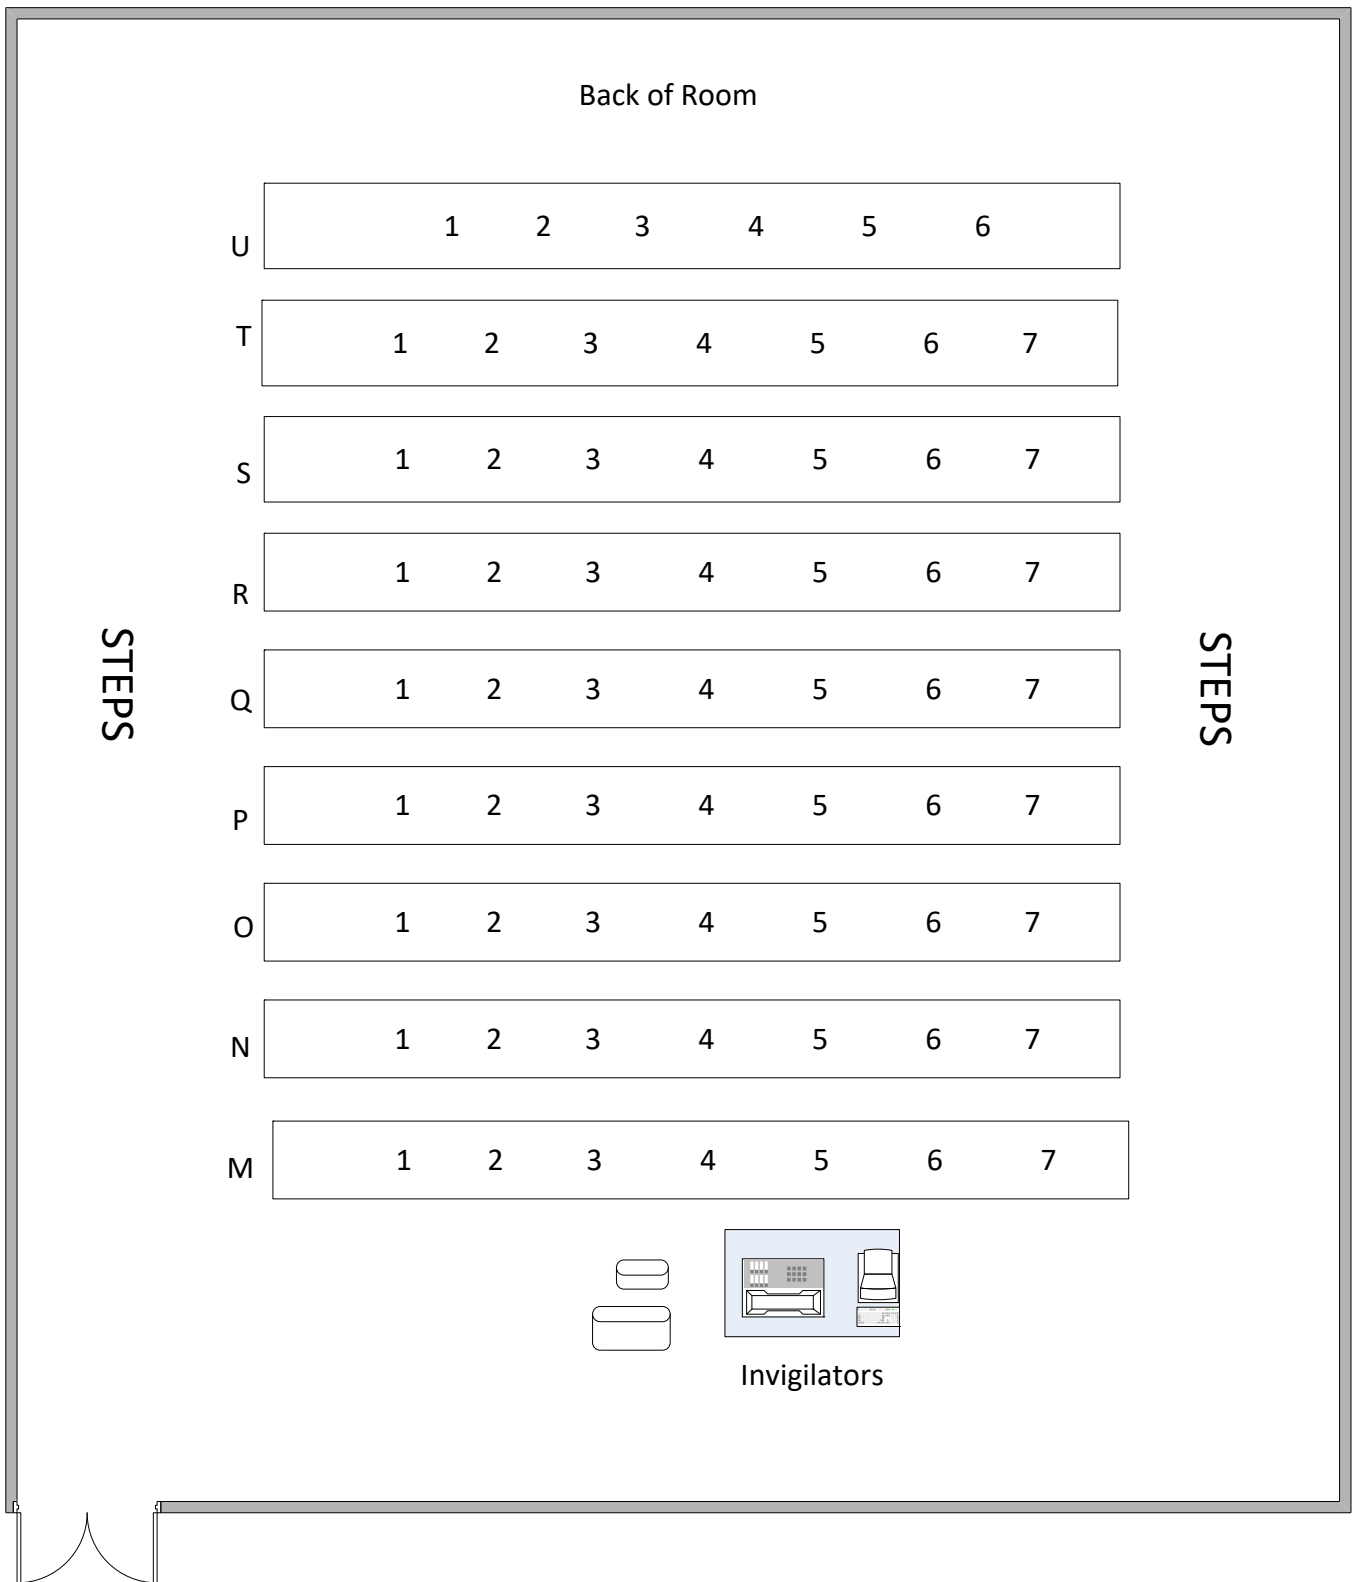 Back of Room
U 1 2 3 4 5 6
T 1 2 3 4 5 6 7
S 1 2 3 4 5 6 7
R 1 2 3 4 5 6 7
STEPS
STEPS
Q 1 2 3 4 5 6 7
P 1 2 3 4 5 6 7
O 1 2 3 4 5 6 7
N 1 2 3 4 5 6 7
M 1 2 3 4 5 6 7
Invigilators